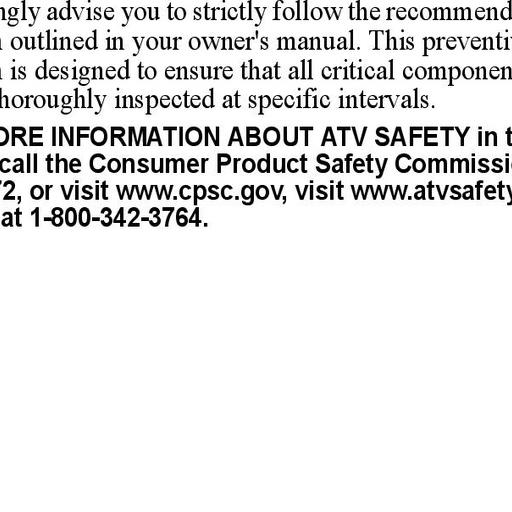 ngly advise you to strictly follow the recommend
outlined in your owner's manual. This preventi
is designed to ensure that all critical componen
horoughly inspected at specific intervals.
ORE INFORMATION ABOUT ATV SAFETY in t
call the Consumer Product Safety Commissi
2, or visit www.cpsc.gov, visit www.atvsafety
at 1-800-342-3764.